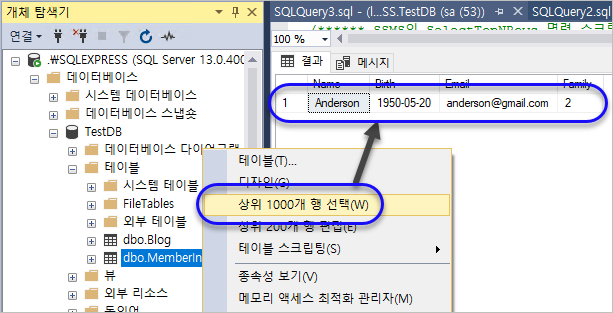 개체 탐색기
연결
.₩SQLEXPRESS (SQL Server 13.0.400
데이터베이스
시스템 데이터베이스
데이터베이스 스냅숏
TestDB
데이터베이스 다이어그램
테이블
시스템 테이블
FileTables
외부 테이블
dbo.Blog
dbo.MemberIn
뷰
외부 리소스
동의어
SQLQuery3.sql - (l...SS.TestDB (sa (53))
SQLQuery2.sql
/****** SSMS의 SelectTopNRows 명령 스크
100 %
결과
메시지
Name Bith Email Family
1 Anderson 1950-05-20 anderson@gmail.com 2
테이블(T)...
디자인(G)
상위 1000개 행 선택(W)
상위 200개 행 편집(E)
테이블 스크립팅(S)
종속성 보기(V)
메모리 액세스 최적화 관리자(M)